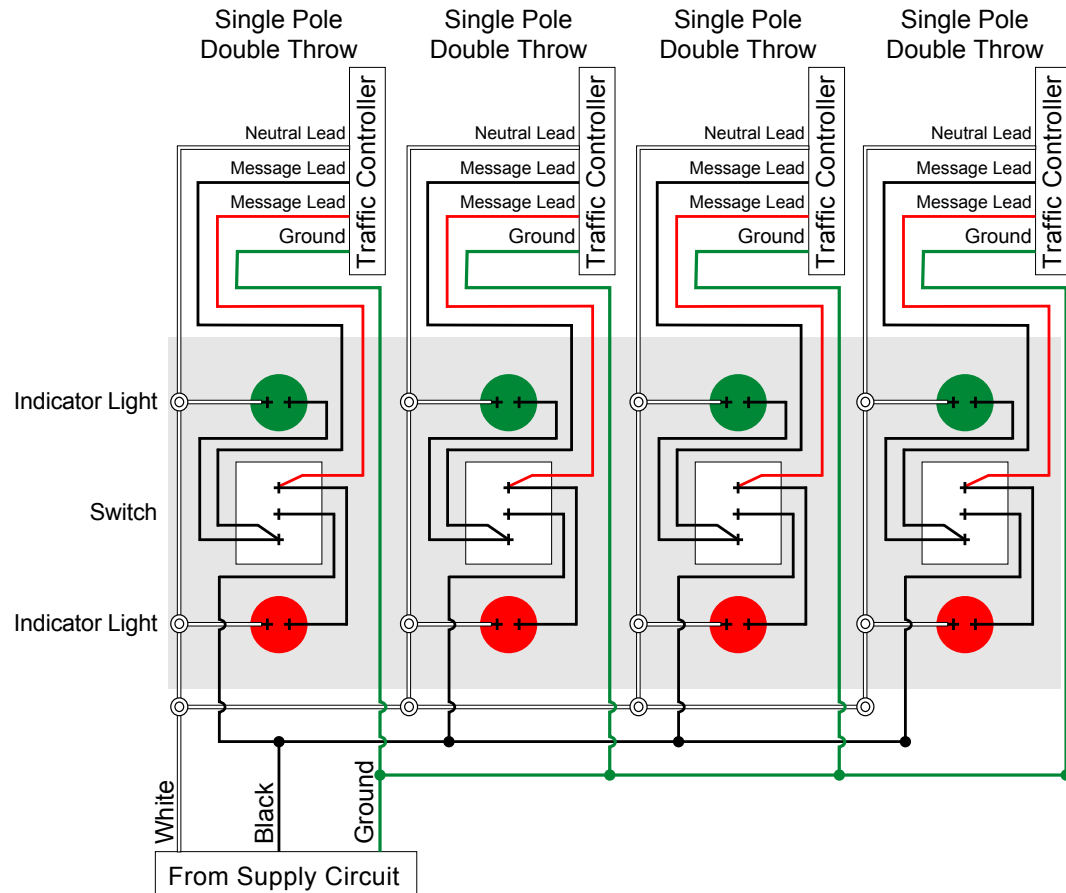 Single Pole
Double Throw
Single Pole
Double Throw
Single Pole
Double Throw
Single Pole
Double Throw
Neutral Lead
Message Lead
Message Lead
Ground
Traffic Controller
Neutral Lead
Message Lead
Message Lead
Ground
Traffic Controller
Neutral Lead
Message Lead
Message Lead
Ground
Traffic Controller
Neutral Lead
Message Lead
Message Lead
Ground
Traffic Controller
Indicator Light
Switch
Indicator Light
White
Black
Ground
From Supply Circuit